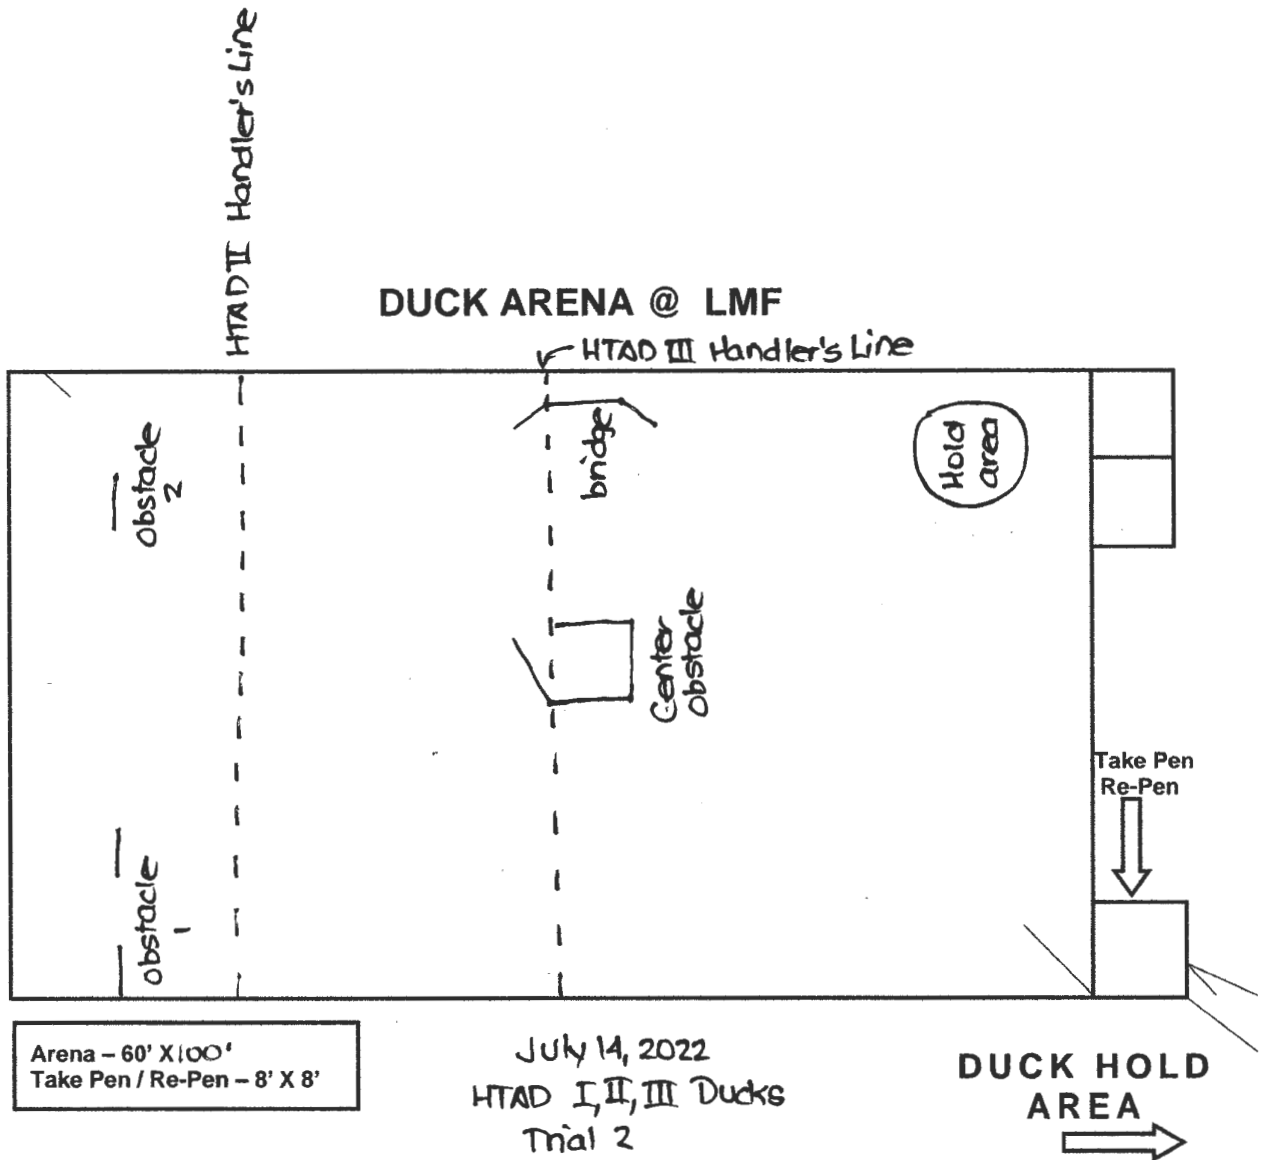 HTAD II Handler's Line
DUCK ARENA @ LMF
HTAD III Handler's Line
Obstacle
2
bridge
Hold
area
Center
Obstacle
Take Pen
Re-Pen
Obstacle
1
Arena – 60' X 100'
Take Pen / Re-Pen – 8' X 8'
July 14, 2022
HTAD I, II, III Ducks
Trial 2
DUCK HOLD
AREA